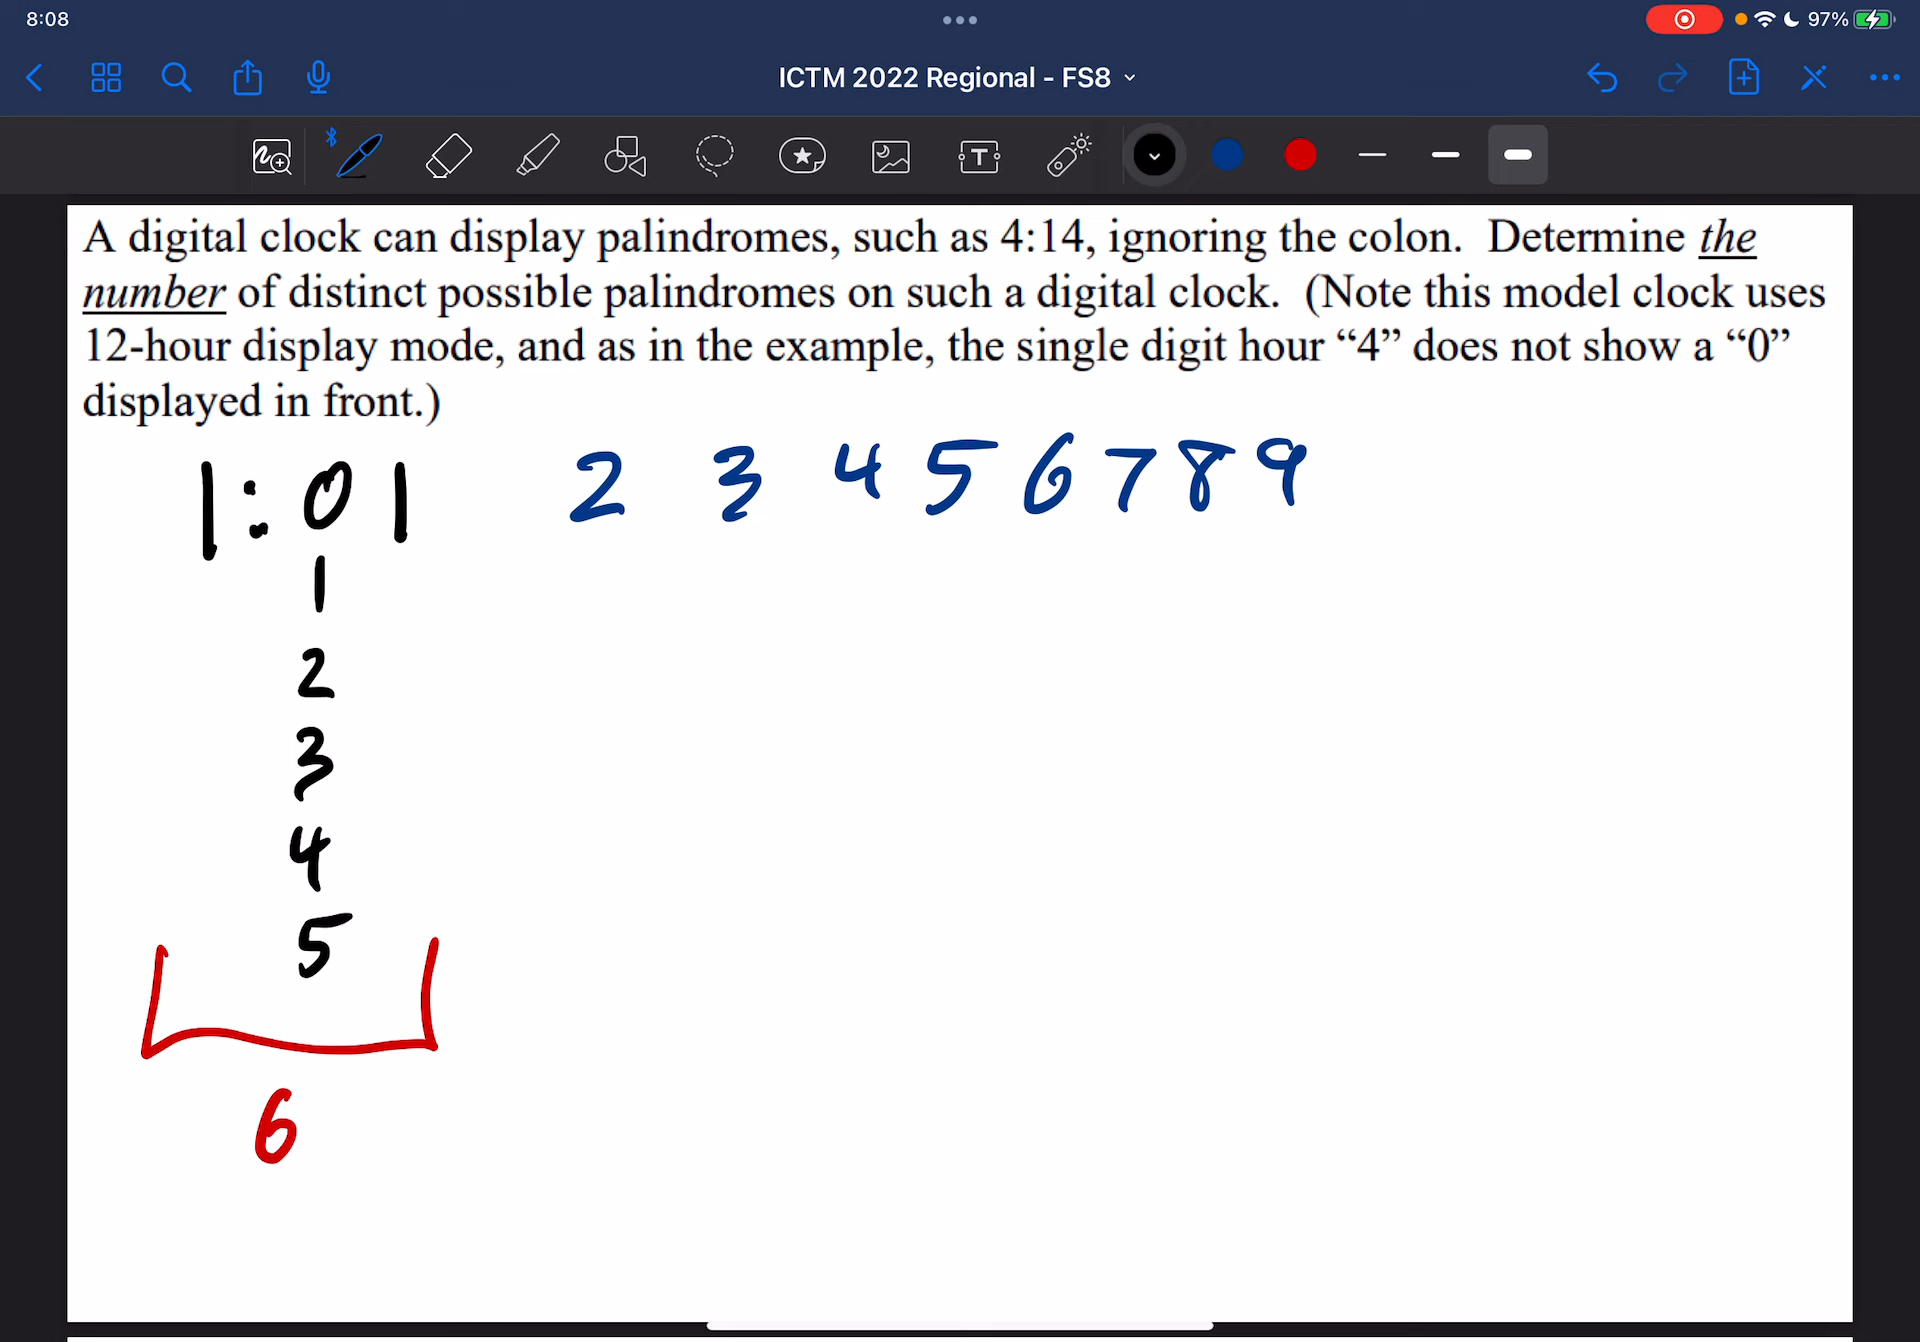 8:08
97%
ICTM 2022 Regional - FS8
T
A digital clock can display palindromes, such as 4:14, ignoring the colon. Determine the
number of distinct possible palindromes on such a digital clock. (Note this model clock uses
12-hour display mode, and as in the example, the single digit hour “4” does not show a “0”
displayed in front.)
1:01 2 3 4 5 6 7 8 9
1
2
3
4
5
6